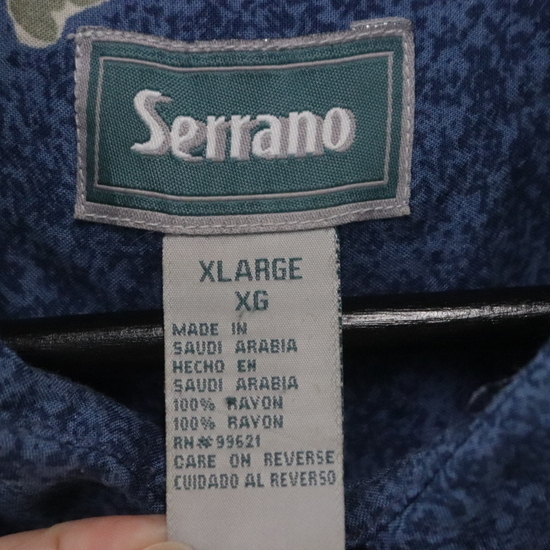 Serrano
XLARGE
XG
MADE IN
SAUDI ARABIA
HECHO EN
SAUDI ARABIA
100% RAYON
100% RAYON
RN#99621
CARE ON REVERSE
CUIDADO AL REVERSO